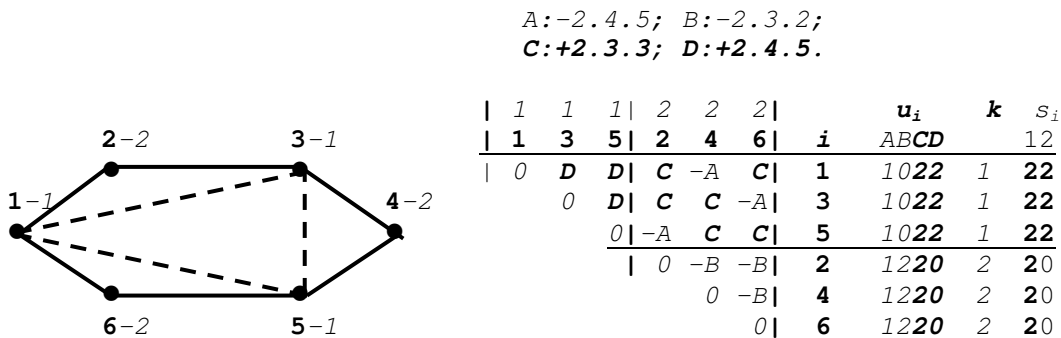 A:−2.4.5; B:−2.3.2;
C:+2.3.3; D:+2.4.5.
| 1 1 1| 2 2 2| uᵢ k sᵢ
| 1 3 5| 2 4 6| i ABCD 12
| 0 D D| C −A C| 1 1022 1 22
0 D| C C −A| 3 1022 1 22
0| −A C C| 5 1022 1 22
| 0 −B −B| 2 1220 2 20
0 −B| 4 1220 2 20
0| 6 1220 2 20
2−2 3−1
1−1 4−2
6−2 5−1